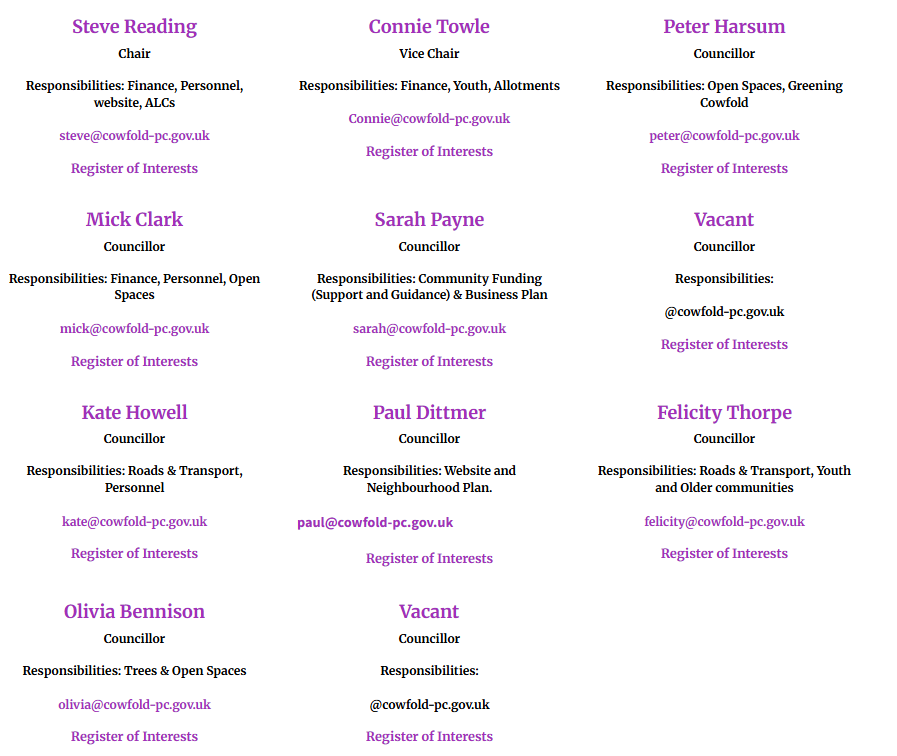 Steve Reading
Chair
Responsibilities: Finance, Personnel,
website, ALCs
steve@cowfold-pc.gov.uk
Register of Interests
Connie Towle
Vice Chair
Responsibilities: Finance, Youth, Allotments
Connie@cowfold-pc.gov.uk
Register of Interests
Peter Harsum
Councillor
Responsibilities: Open Spaces, Greening
Cowfold
peter@cowfold-pc.gov.uk
Register of Interests
Mick Clark
Councillor
Responsibilities: Finance, Personnel, Open
Spaces
mick@cowfold-pc.gov.uk
Register of Interests
Sarah Payne
Councillor
Responsibilities: Community Funding
(Support and Guidance) & Business Plan
sarah@cowfold-pc.gov.uk
Register of Interests
Vacant
Councillor
Responsibilities:
@cowfold-pc.gov.uk
Register of Interests
Kate Howell
Councillor
Responsibilities: Roads & Transport,
Personnel
kate@cowfold-pc.gov.uk
Register of Interests
Paul Dittmer
Councillor
Responsibilities: Website and
Neighbourhood Plan.
paul@cowfold-pc.gov.uk
Register of Interests
Felicity Thorpe
Councillor
Responsibilities: Roads & Transport, Youth
and Older communities
felicity@cowfold-pc.gov.uk
Register of Interests
Olivia Bennison
Councillor
Responsibilities: Trees & Open Spaces
olivia@cowfold-pc.gov.uk
Register of Interests
Vacant
Councillor
Responsibilities:
@cowfold-pc.gov.uk
Register of Interests